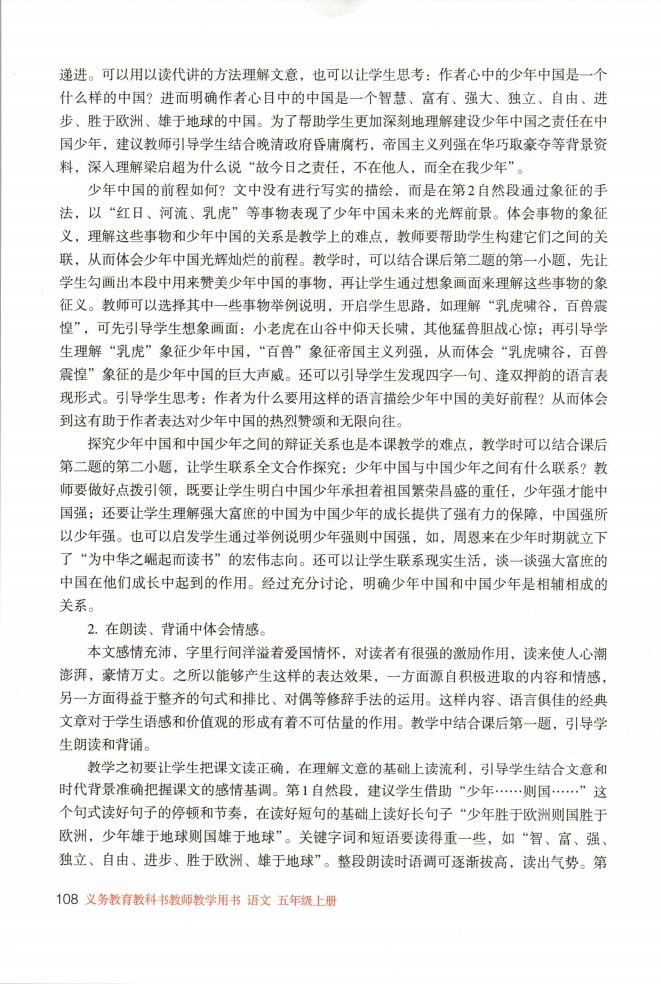 递进。可以用以读代讲的方法理解文意，也可以让学生思考：作者心中的少年中国是一个
什么样的中国？进而明确作者心目中的中国是一个智慧、富有、强大、独立、自由、进
步、胜于欧洲、雄于地球的中国。为了帮助学生更加深刻地理解建设少年中国之责任在中
国少年，建议教师引导学生结合晚清政府昏庸腐朽，帝国主义列强在华巧取豪夺等背景资
料，深入理解梁启超为什么说“故今日之责任，不在他人，而全在我少年”。
少年中国的前程如何？文中没有进行写实的描绘，而是在第2自然段通过象征的手
法，以“红日、河流、乳虎”等事物表现了少年中国未来的光辉前景。体会事物的象征
义，理解这些事物和少年中国的关系是教学上的难点，教师要帮助学生构建它们之间的关
联，从而体会少年中国光辉灿烂的前程。教学时，可以结合课后第二题的第一小题，先让
学生勾画出本段中用来赞美少年中国的事物，再让学生通过想象画面来理解这些事物的象
征义。教师可以选择其中一些事物举例说明，开启学生思路，如理解“乳虎啸谷，百兽震
惶”，可先引导学生想象画面：小老虎在山谷中仰天长啸，其他猛兽胆战心惊；再引导学
生理解“乳虎”象征少年中国，“百兽”象征帝国主义列强，从而体会“乳虎啸谷，百兽
震惶”象征的是少年中国的巨大声威。还可以引导学生发现四字一句、逢双押韵的语言表
现形式。引导学生思考：作者为什么要用这样的语言描绘少年中国的美好前程？从而体会
到这有助于作者表达对少年中国的热烈赞颂和无限向往。
探究少年中国和中国少年之间的辩证关系也是本课教学的难点，教学时可以结合课后
第二题的第二小题，让学生联系全文合作探究：少年中国与中国少年之间有什么联系？教
师要做好点拨引领，既要让学生明白中国少年承担着祖国繁荣昌盛的重任，少年强才能中
国强；还要让学生理解强大富庶的中国为中国少年的成长提供了强有力的保障，中国强所
以少年强。也可以启发学生通过举例说明少年强则中国强，如，周恩来在少年时期就立下
了“为中华之崛起而读书”的宏伟志向。还可以让学生联系现实生活，谈一谈强大富庶的
中国在他们成长中起到的作用。经过充分讨论，明确少年中国和中国少年是相辅相成的
关系。
2. 在朗读、背诵中体会情感。
本文感情充沛，字里行间洋溢着爱国情怀，对读者有很强的激励作用，读来使人心潮
澎湃，豪情万丈。之所以能够产生这样的表达效果，一方面源自积极进取的内容和情感，
另一方面得益于整齐的句式和排比、对偶等修辞手法的运用。这样内容、语言俱佳的经典
文章对于学生语感和价值观的形成有着不可估量的作用。教学中结合课后第一题，引导学
生朗读和背诵。
教学之初要让学生把课文读正确，在理解文意的基础上读流利，引导学生结合文意和
时代背景准确把握课文的感情基调。第1自然段，建议学生借助“少年……则国……”这
个句式读好句子的停顿和节奏，在读好短句的基础上读好长句子“少年胜于欧洲则国胜于
欧洲，少年雄于地球则国雄于地球”。关键字词和短语要读得重一些，如“智、富、强、
独立、自由、进步、胜于欧洲、雄于地球”。整段朗读时语调可逐渐拔高，读出气势。第
108 义务教育教科书教师教学用书 语文 五年级上册